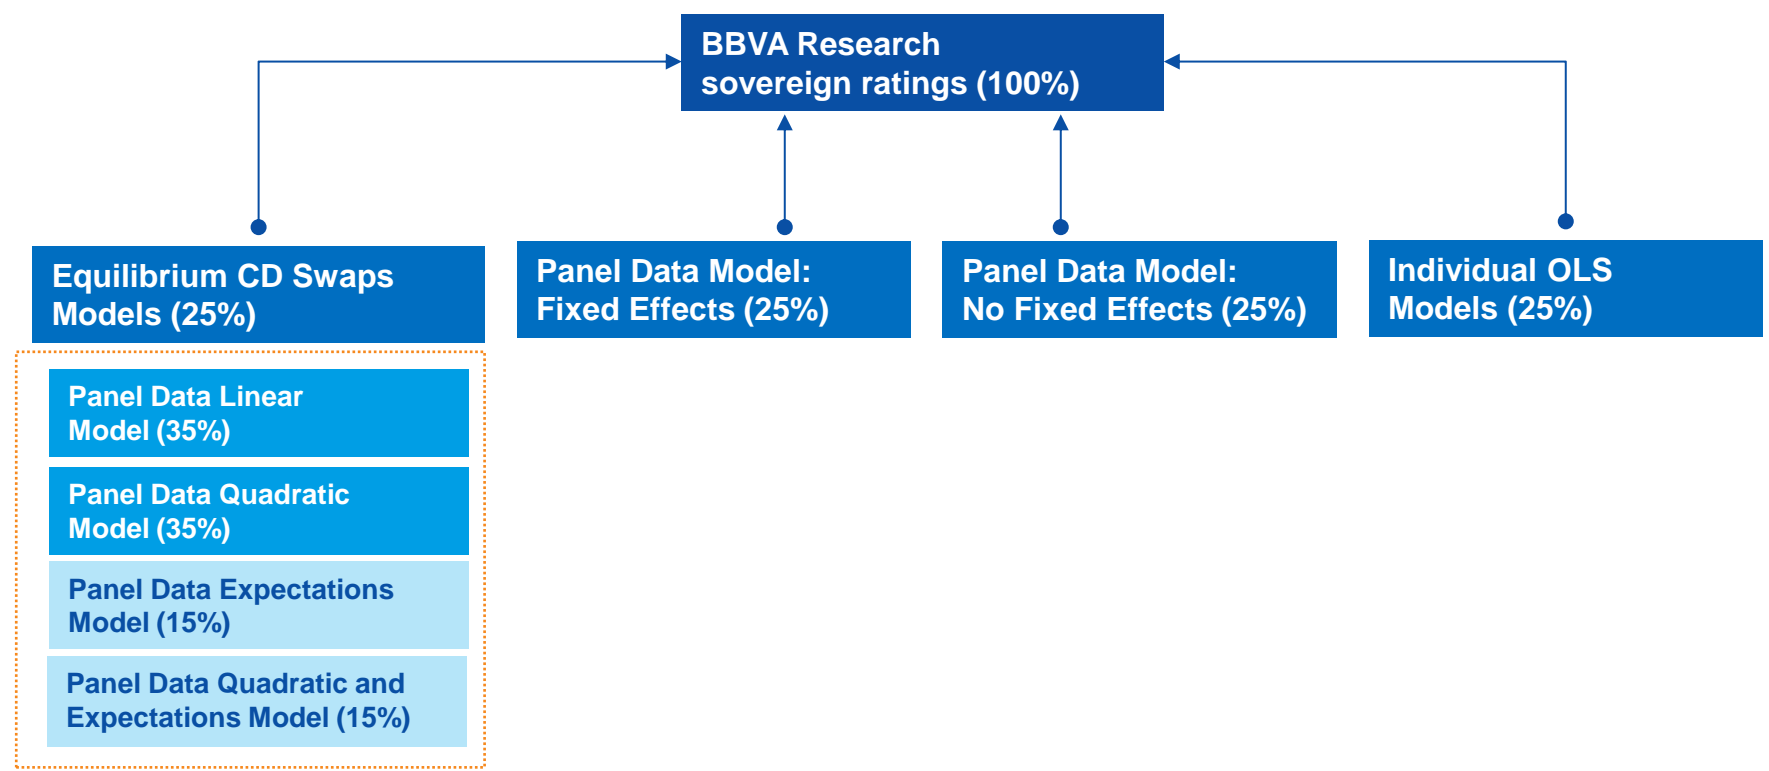 BBVA Research
sovereign ratings (100%)
Equilibrium CD Swaps
Models (25%)
Panel Data Model:
Fixed Effects (25%)
Panel Data Model:
No Fixed Effects (25%)
Individual OLS
Models (25%)
Panel Data Linear
Model (35%)
Panel Data Quadratic
Model (35%)
Panel Data Expectations
Model (15%)
Panel Data Quadratic and
Expectations Model (15%)